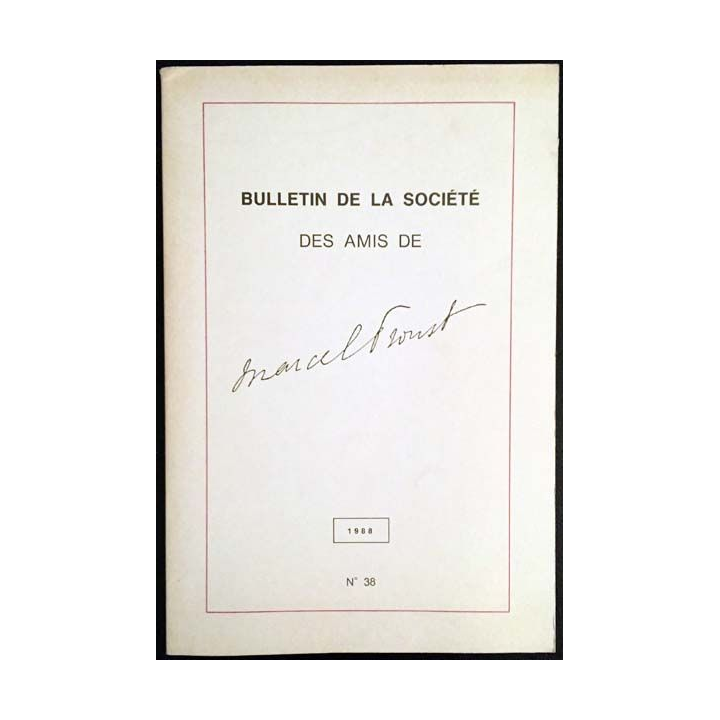 BULLETIN DE LA SOCIÉTÉ
DES AMIS DE
Marcel Proust
1988
N° 38